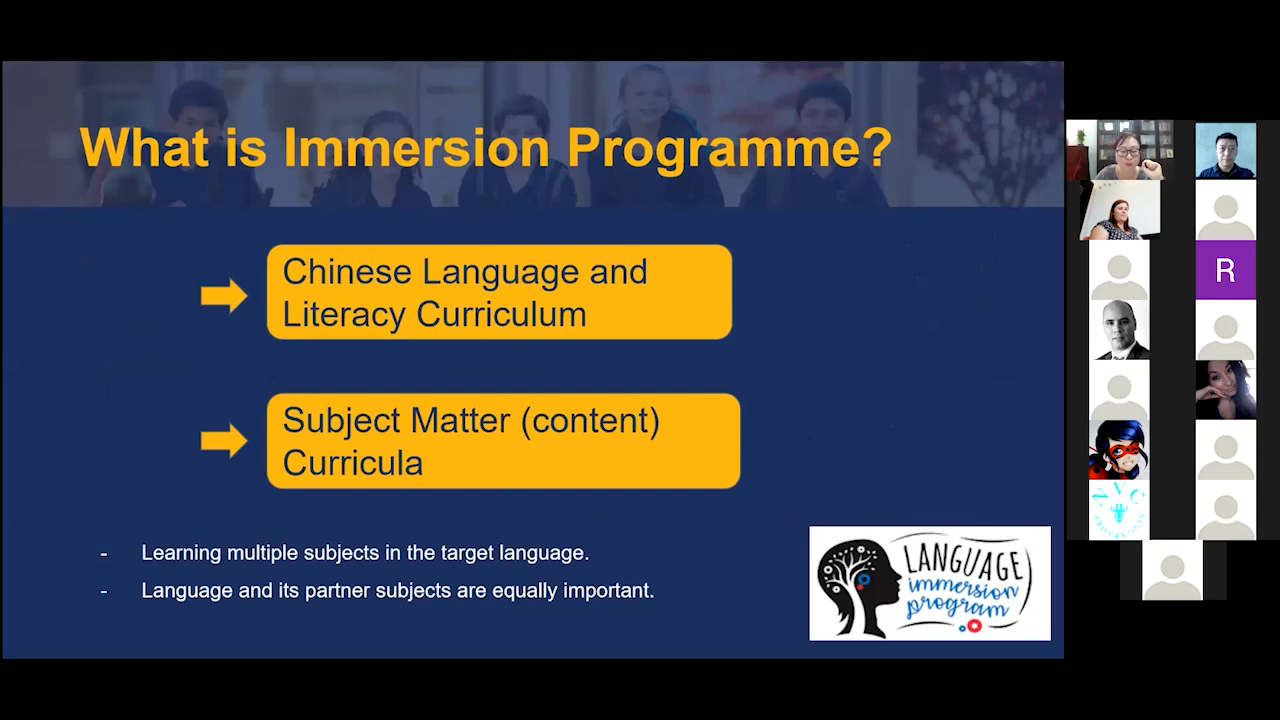 What is Immersion Programme?
Chinese Language and
Literacy Curriculum
Subject Matter (content)
Curricula
- Learning multiple subjects in the target language.
- Language and its partner subjects are equally important.
LANGUAGE
immersion
program
R
NVC